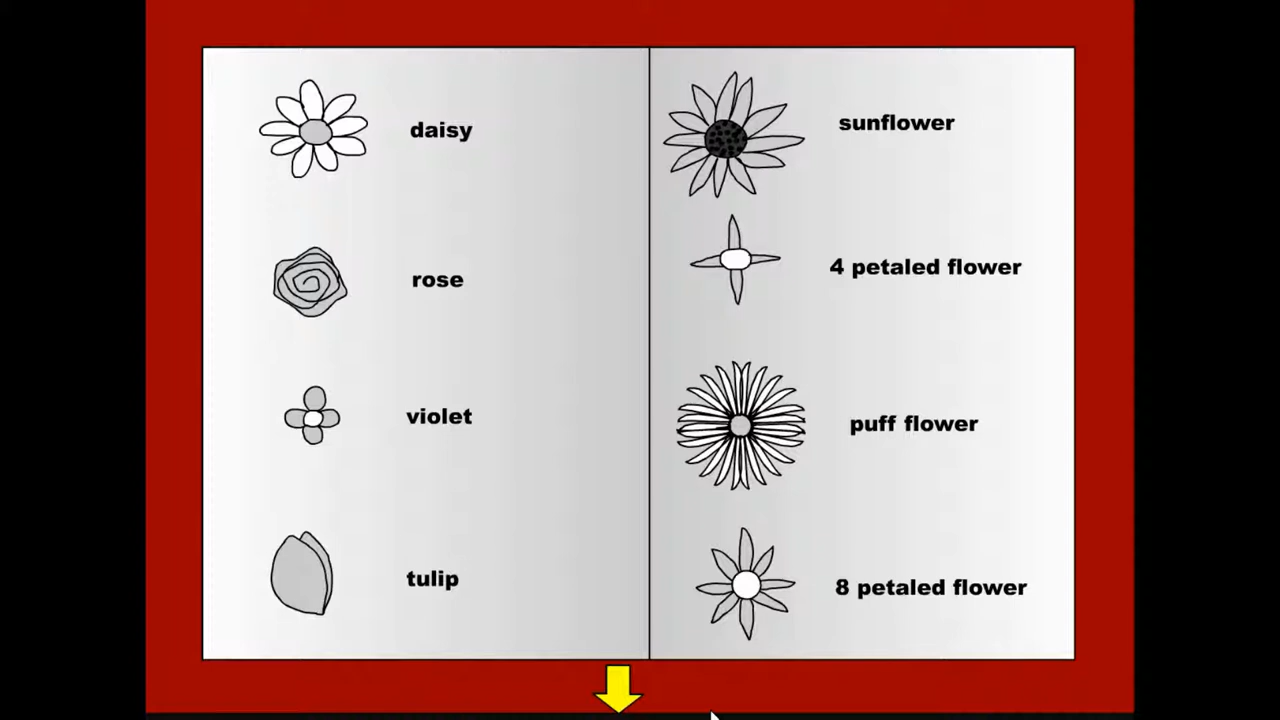 daisy
rose
violet
tulip
sunflower
4 petaled flower
puff flower
8 petaled flower